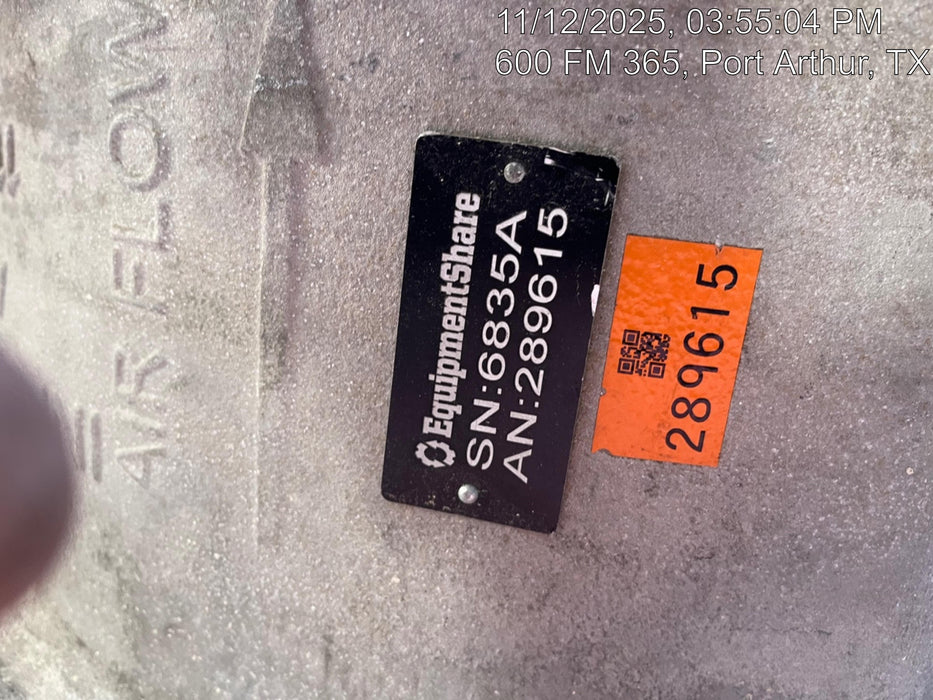 11/12/2025, 03:55:04 PM
600 FM 365, Port Arthur, TX
AIR FLOW
EquipmentShare
SN:6835A
AN:289615
289615